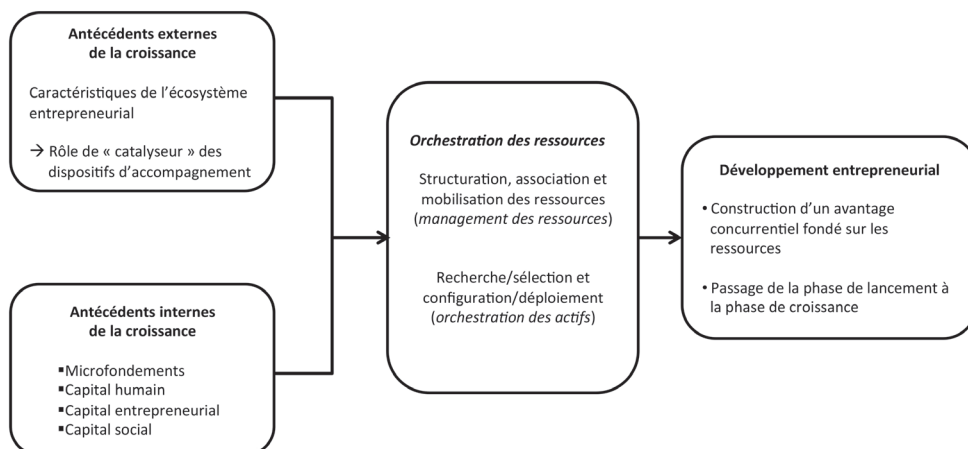 Antécédents externes
de la croissance
Caractéristiques de l'écosystème
entrepreneurial
→ Rôle de « catalyseur » des
dispositifs d'accompagnement
Antécédents internes
de la croissance
▪Microfondements
▪Capital humain
▪Capital entrepreneurial
▪Capital social
Orchestration des ressources
Structuration, association et
mobilisation des ressources
(management des ressources)
Recherche/sélection et
configuration/déploiement
(orchestration des actifs)
Développement entrepreneurial
• Construction d'un avantage
concurrentiel fondé sur les
ressources
• Passage de la phase de lancement à
la phase de croissance